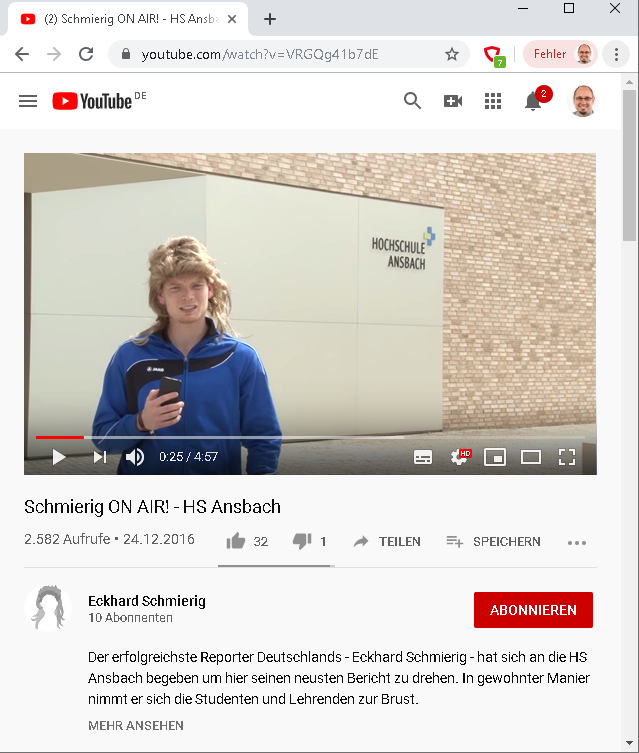 (2) Schmierig ON AIR! - HS Ansba
youtube.com/watch?v=VRGQg41b7dE
7
Fehler
YouTube DE
2
HOCHSCHULE
ANSBACH
JAKO
0:25 / 4:57
HD
Schmierig ON AIR! - HS Ansbach
2.582 Aufrufe • 24.12.2016
32
1
TEILEN
SPEICHERN
Eckhard Schmierig
10 Abonnenten
ABONNIEREN
Der erfolgreichste Reporter Deutschlands - Eckhard Schmierig - hat sich an die HS
Ansbach begeben um hier seinen neusten Bericht zu drehen. In gewohnter Manier
nimmt er sich die Studenten und Lehrenden zur Brust.
MEHR ANSEHEN